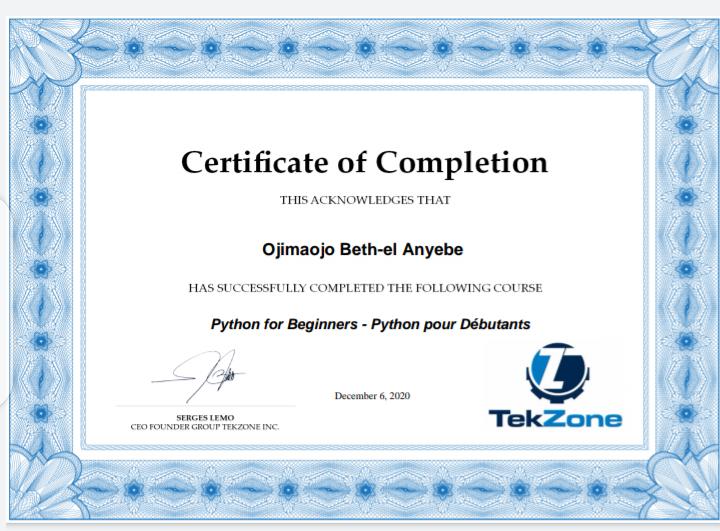 Certificate of Completion
THIS ACKNOWLEDGES THAT
Ojimaojo Beth-el Anyebe
HAS SUCCESSFULLY COMPLETED THE FOLLOWING COURSE
Python for Beginners - Python pour Débutants
December 6, 2020
SERGES LEMO
CEO FOUNDER GROUP TEKZONE INC.
TekZone